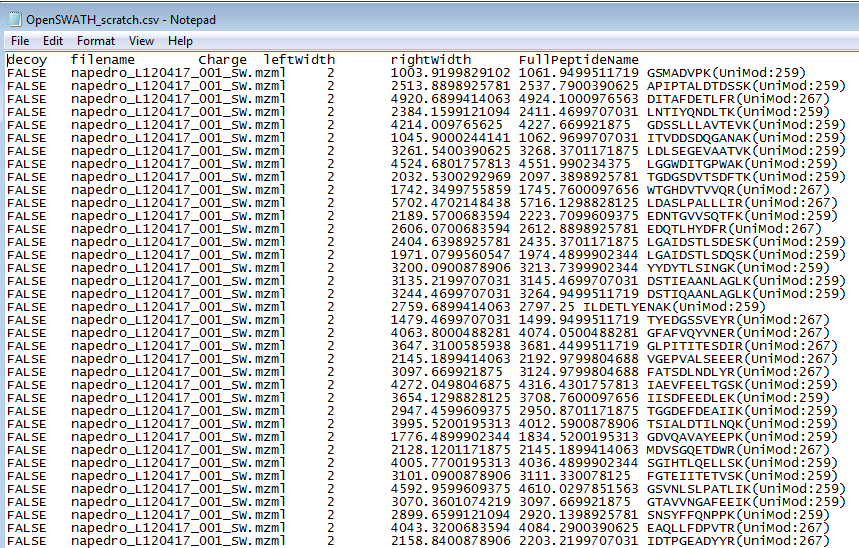 OpenSWATH_scratch.csv - Notepad
File Edit Format View Help
decoy filename Charge leftWidth rightWidth FullPeptideName
FALSE napedro_L120417_001_SW.mzml 2 1003.9199829102 1061.9499511719 GSMADVPK(UniMod:259)
FALSE napedro_L120417_001_SW.mzml 2 2513.8898925781 2537.7900390625 APIPTALDTDSSK(UniMod:259)
FALSE napedro_L120417_001_SW.mzml 2 4920.6899414063 4924.1000976563 DITAFDETLFR(UniMod:267)
FALSE napedro_L120417_001_SW.mzml 2 2384.1599121094 2411.4699707031 LNTIYQNDLTK(UniMod:259)
FALSE napedro_L120417_001_SW.mzml 2 4214.009765625 4227.669921875 GDSSLLLAVTEVK(UniMod:259)
FALSE napedro_L120417_001_SW.mzml 2 1045.9000244141 1062.9699707031 ITVDDSDQGANAK(UniMod:259)
FALSE napedro_L120417_001_SW.mzml 2 3261.5400390625 3268.3701171875 LDLSEGEVAATVK(UniMod:259)
FALSE napedro_L120417_001_SW.mzml 2 4524.6801757813 4551.990234375 LGGWDITGPWAK(UniMod:259)
FALSE napedro_L120417_001_SW.mzml 2 2032.5300292969 2097.3898925781 TGDGSDVTSDFTK(UniMod:259)
FALSE napedro_L120417_001_SW.mzml 2 1742.3499755859 1745.7600097656 WTGHDVTVVQR(UniMod:267)
FALSE napedro_L120417_001_SW.mzml 2 5702.4702148438 5716.1298828125 LDASLPALLLIR(UniMod:267)
FALSE napedro_L120417_001_SW.mzml 2 2189.5700683594 2223.7099609375 EDNTGVVSQTFK(UniMod:259)
FALSE napedro_L120417_001_SW.mzml 2 2606.0700683594 2612.8898925781 EDQTLHYDFR(UniMod:267)
FALSE napedro_L120417_001_SW.mzml 2 2404.6398925781 2435.3701171875 LGAIDSTLSDESK(UniMod:259)
FALSE napedro_L120417_001_SW.mzml 2 1971.0799560547 1974.4899902344 LGAIDSTLSDQSK(UniMod:259)
FALSE napedro_L120417_001_SW.mzml 2 3200.0900878906 3213.7399902344 YYDYTLSINGK(UniMod:259)
FALSE napedro_L120417_001_SW.mzml 2 3135.2199707031 3145.4699707031 DSTIEAANLAGLK(UniMod:259)
FALSE napedro_L120417_001_SW.mzml 2 3244.4699707031 3264.9499511719 DSTIQAANLAGLK(UniMod:259)
FALSE napedro_L120417_001_SW.mzml 2 2759.6899414063 2797.25 ILDETLYENAK(UniMod:259)
FALSE napedro_L120417_001_SW.mzml 2 1479.4699707031 1499.9499511719 TYEDGSSVEYR(UniMod:267)
FALSE napedro_L120417_001_SW.mzml 2 4063.8000488281 4074.0500488281 GFAFVQYVNER(UniMod:267)
FALSE napedro_L120417_001_SW.mzml 2 3647.3100585938 3681.4499511719 GLPITITESDIR(UniMod:267)
FALSE napedro_L120417_001_SW.mzml 2 2145.1899414063 2192.9799804688 VGEPVALSEEER(UniMod:267)
FALSE napedro_L120417_001_SW.mzml 2 3097.669921875 3124.9799804688 FATSDLNDLYR(UniMod:267)
FALSE napedro_L120417_001_SW.mzml 2 4272.0498046875 4316.4301757813 IAEVFEELTGSK(UniMod:259)
FALSE napedro_L120417_001_SW.mzml 2 3654.1298828125 3708.7600097656 IISDFEEDLEK(UniMod:259)
FALSE napedro_L120417_001_SW.mzml 2 2947.4599609375 2950.8701171875 TGGDEFDEAIIK(UniMod:259)
FALSE napedro_L120417_001_SW.mzml 2 3995.5200195313 4012.5900878906 TSIALDTILNQK(UniMod:259)
FALSE napedro_L120417_001_SW.mzml 2 1776.4899902344 1834.5200195313 GDVQAVAYEEPK(UniMod:259)
FALSE napedro_L120417_001_SW.mzml 2 2128.1201171875 2145.1899414063 MDVSGQETDWR(UniMod:267)
FALSE napedro_L120417_001_SW.mzml 2 4005.7700195313 4036.4899902344 SGIHTLQELLSK(UniMod:259)
FALSE napedro_L120417_001_SW.mzml 2 3101.0900878906 3111.330078125 FGTEIITEVSK(UniMod:259)
FALSE napedro_L120417_001_SW.mzml 2 4592.9599609375 4610.0297851563 GSVNLSLPATLIK(UniMod:259)
FALSE napedro_L120417_001_SW.mzml 2 3070.3601074219 3097.669921875 GTAVVNGAFEEIK(UniMod:259)
FALSE napedro_L120417_001_SW.mzml 2 2899.6599121094 2920.1398925781 SNSYFFQNPPK(UniMod:259)
FALSE napedro_L120417_001_SW.mzml 2 4043.3200683594 4084.2900390625 EAQLLFDPVTR(UniMod:267)
FALSE napedro_L120417_001_SW.mzml 2 2158.8400878906 2203.2199707031 IDTPGEADYYR(UniMod:267)